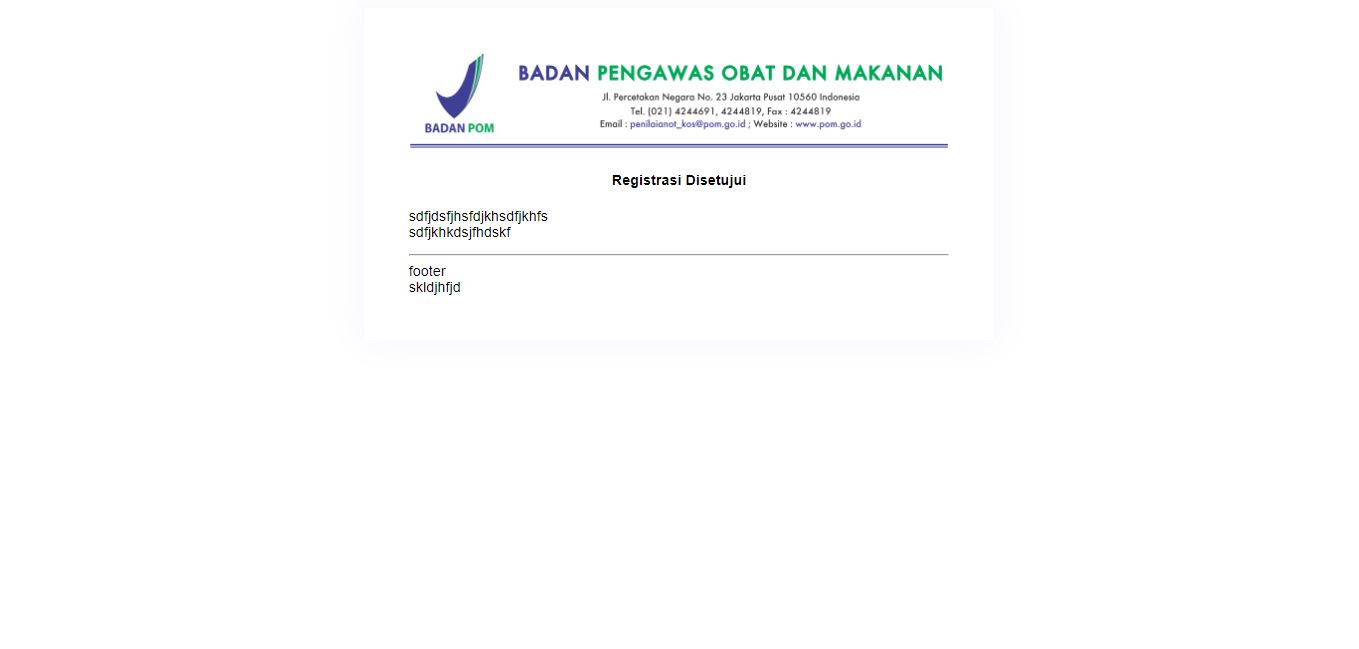 BADAN POM
BADAN PENGAWAS OBAT DAN MAKANAN
Jl. Percetakan Negara No. 23 Jakarta Pusat 10560 Indonesia
Tel. (021) 4244691, 4244819, Fax : 4244819
Email : penilaianot_kos@pom.go.id ; Website : www.pom.go.id
Registrasi Disetujui
sdfjdsfjhsfdjkhsdfjkhfs
sdfjkhkdsjfhdskf
footer
skldjhfjd